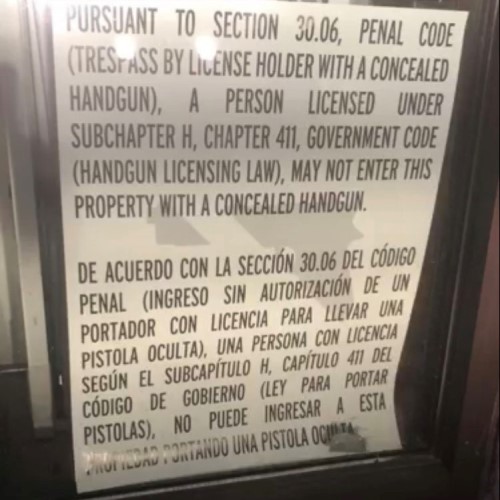 PURSUANT TO SECTION 30.06, PENAL CODE
(TRESPASS BY LICENSE HOLDER WITH A CONCEALED
HANDGUN), A PERSON LICENSED UNDER
SUBCHAPTER H, CHAPTER 411, GOVERNMENT CODE
(HANDGUN LICENSING LAW), MAY NOT ENTER THIS
PROPERTY WITH A CONCEALED HANDGUN.
DE ACUERDO CON LA SECCIÓN 30.06 DEL CÓDIGO
PENAL (INGRESO SIN AUTORIZACIÓN DE UN
PORTADOR CON LICENCIA PARA LLEVAR UNA
PISTOLA OCULTA), UNA PERSONA CON LICENCIA
SEGÚN EL SUBCAPÍTULO H, CAPÍTULO 411 DEL
CÓDIGO DE GOBIERNO (LEY PARA PORTAR
PISTOLAS), NO PUEDE INGRESAR A ESTA
PROPIEDAD PORTANDO UNA PISTOLA OCULTA.